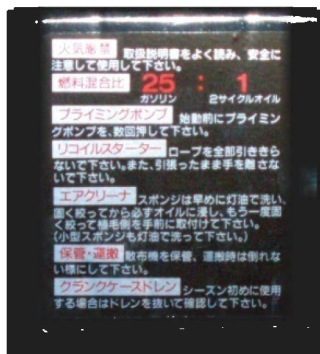 火気厳禁 取扱説明書をよく読み、安全に
注意して使用して下さい。
燃料混合比 25 : 1
ガソリン 2サイクルオイル
プライミングポンプ 始動前にプライミン
グポンプを、数回押して下さい。
リコイルスターター ロープを全部引ききら
ないで下さい。また、引張ったまま手を離さな
いで下さい。
エアクリーナ スポンジは早めに灯油で洗い、
固く絞ってから必ずオイルに浸し、もう一度固
く絞って植毛側を手前に取付けて下さい。
(小型スポンジも灯油で洗って下さい。)
保管・運搬 散布機を保管、運搬時は倒れな
い様にして下さい。
クランクケースドレン シーズン初めに使用
する場合はドレンを抜いて確認して下さい。